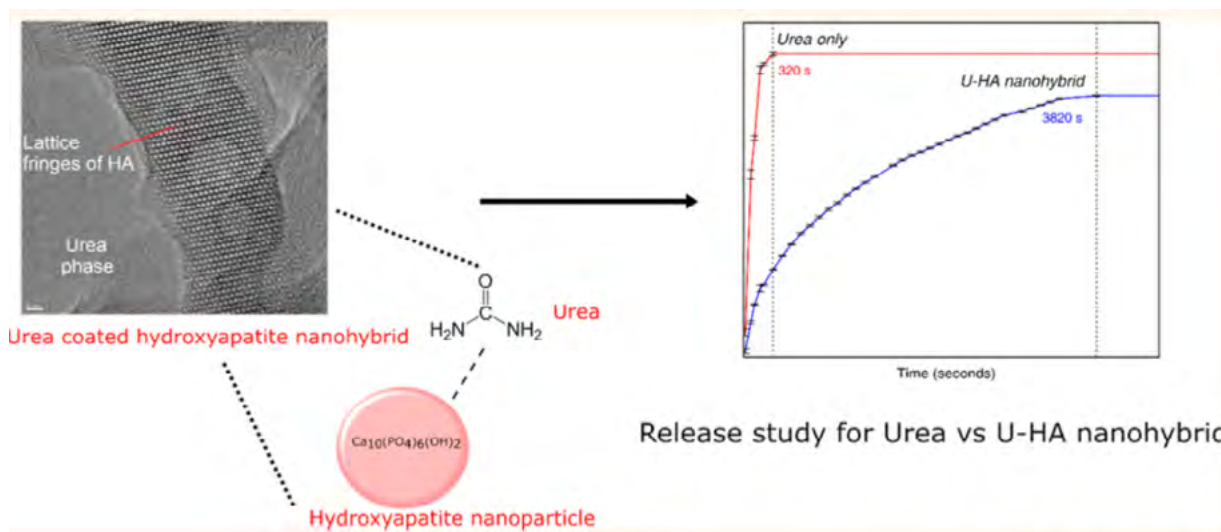 Lattice
fringes of HA
Urea
phase
Urea coated hydroxyapatite nanohybrid
O
H₂N NH₂
Urea
Ca10(PO4)6(OH)2
Hydroxyapatite nanoparticle
Urea only
320 s
U-HA nanohybrid
3820 s
Time (seconds)
Release study for Urea vs U-HA nanohybrid